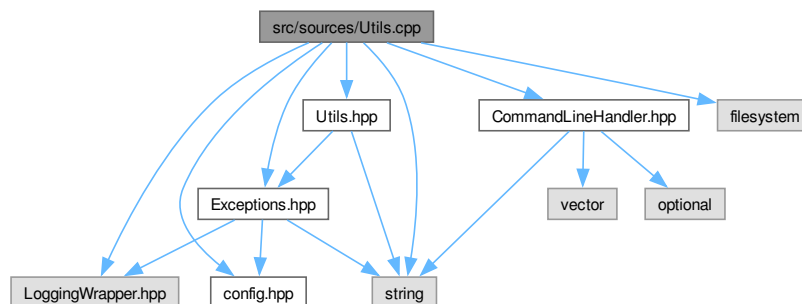 src/sources/Utils.cpp
Utils.hpp
CommandLineHandler.hpp
filesystem
Exceptions.hpp
vector
optional
LoggingWrapper.hpp
config.hpp
string